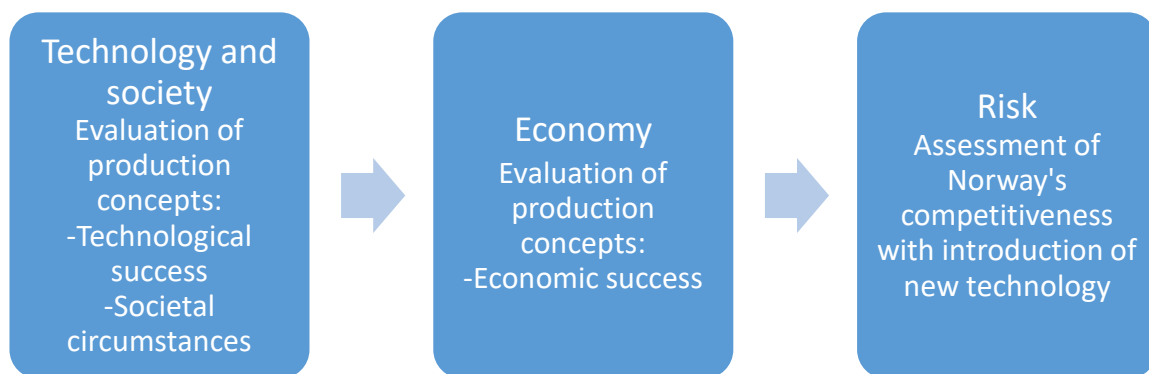 Technology and
society
Evaluation of
production
concepts:
-Technological
success
-Societal
circumstances
Economy
Evaluation of
production
concepts:
-Economic success
Risk
Assessment of
Norway's
competitiveness
with introduction of
new technology